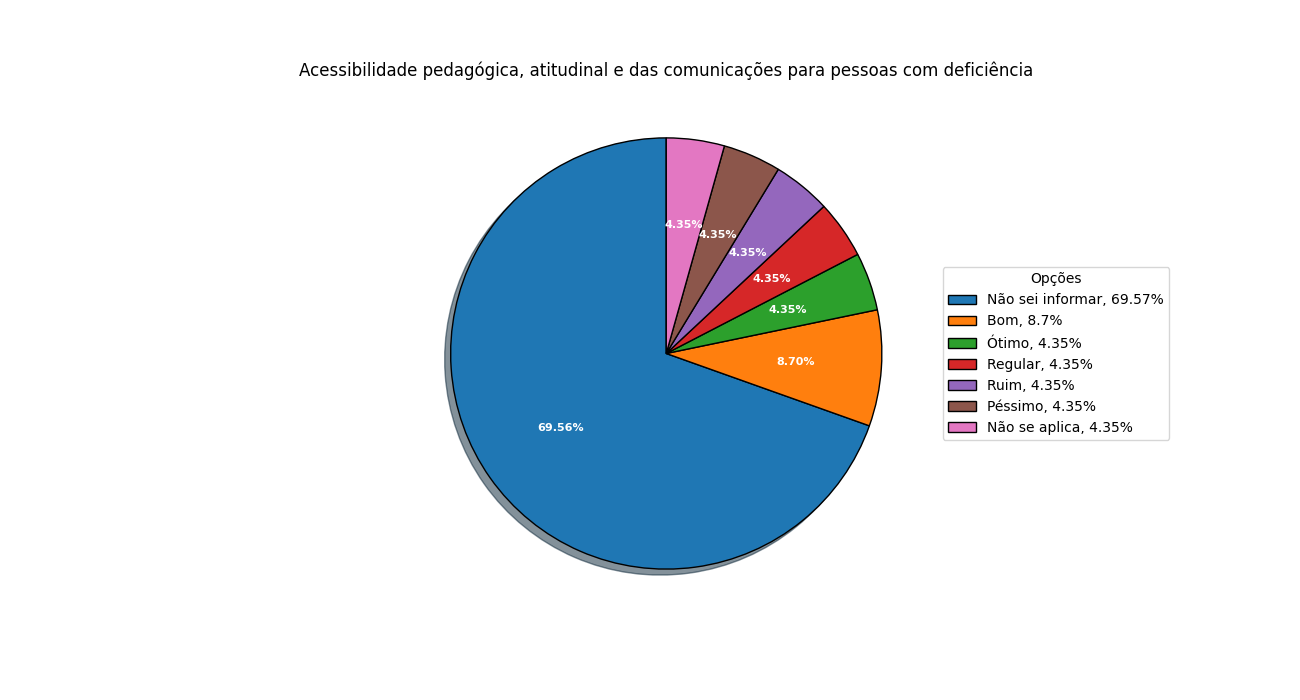 Acessibilidade pedagógica, atitudinal e das comunicações para pessoas com deficiência
4.35%
4.35%
4.35%
4.35%
4.35%
8.70%
69.56%
Opções
Não sei informar, 69.57%
Bom, 8.7%
Ótimo, 4.35%
Regular, 4.35%
Ruim, 4.35%
Péssimo, 4.35%
Não se aplica, 4.35%